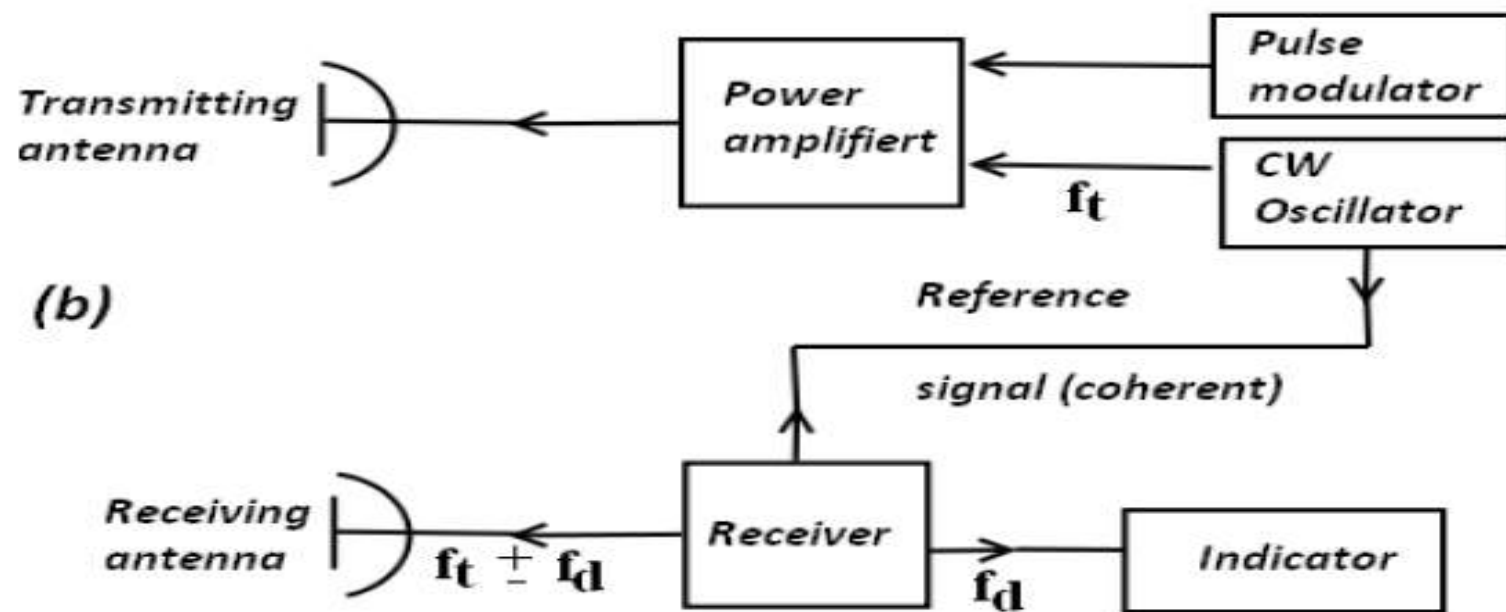 Transmitting
antenna
Power
amplifiert
Pulse
modulator
CW
Oscillator
ft
(b)
Reference
signal (coherent)
Receiving
antenna
ft ± fd
Receiver
fd
Indicator